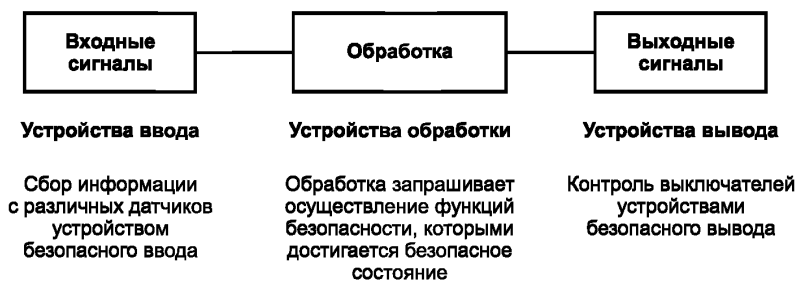 Входные
сигналы
Обработка
Выходные
сигналы
Устройства ввода
Устройства обработки
Устройства вывода
Сбор информации
с различных датчиков
устройством
безопасного ввода
Обработка запрашивает
осуществление функций
безопасности, которыми
достигается безопасное
состояние
Контроль выключателей
устройствами
безопасного вывода